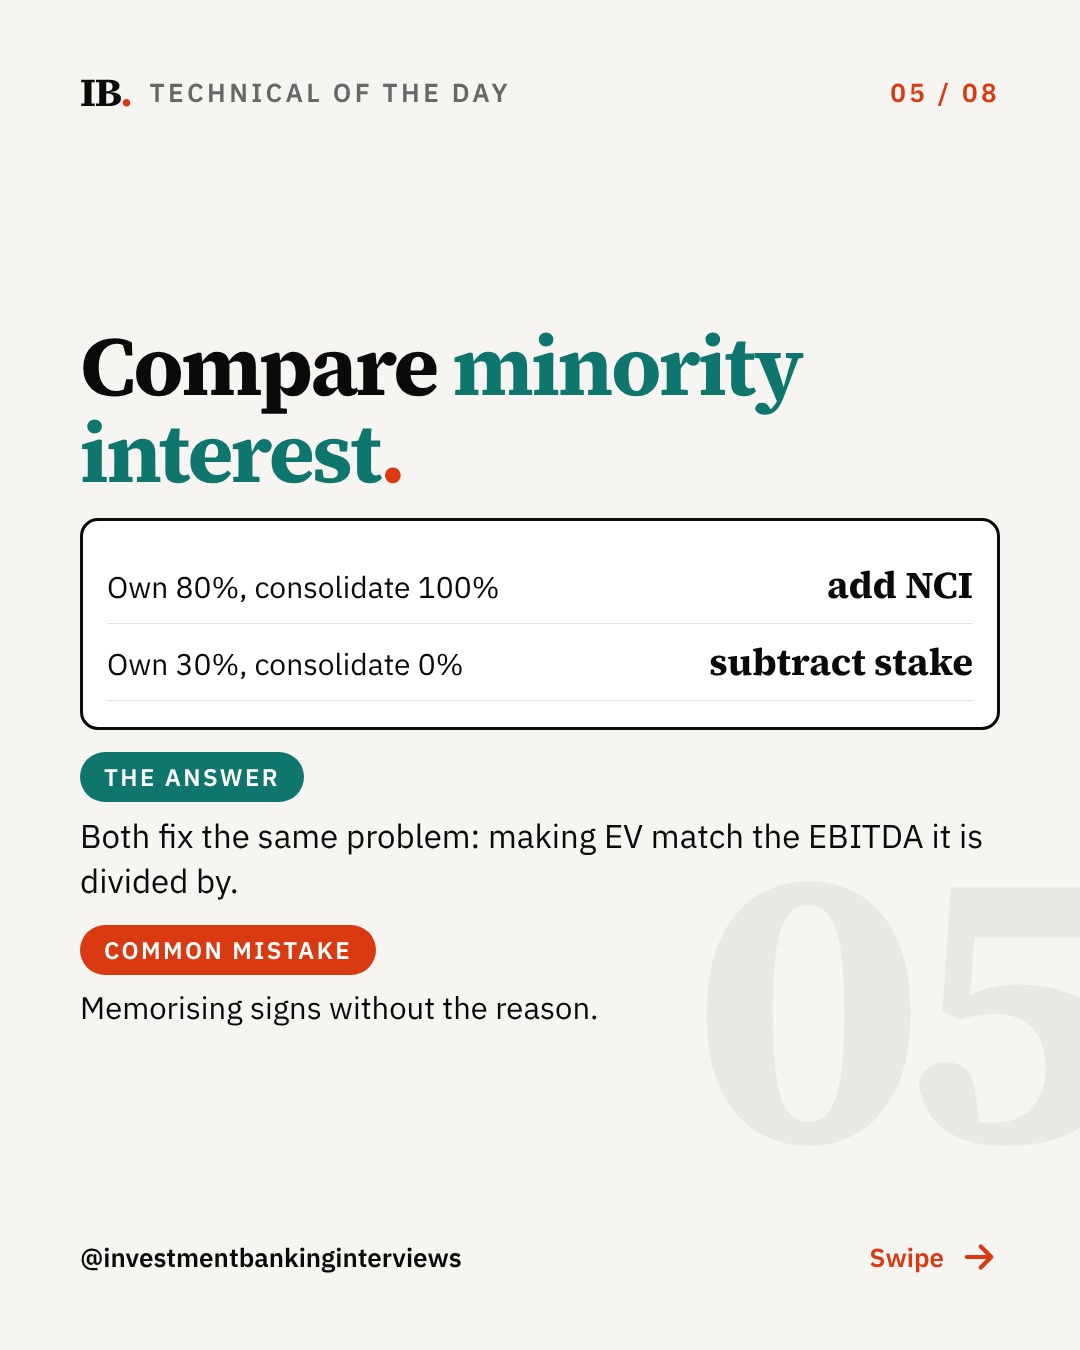 IB. TECHNICAL OF THE DAY
05 / 08
Compare minority
interest.
Own 80%, consolidate 100% add NCI
Own 30%, consolidate 0% subtract stake
THE ANSWER
Both fix the same problem: making EV match the EBITDA it is
divided by.
COMMON MISTAKE
Memorising signs without the reason.
05
@investmentbankinginterviews
Swipe →